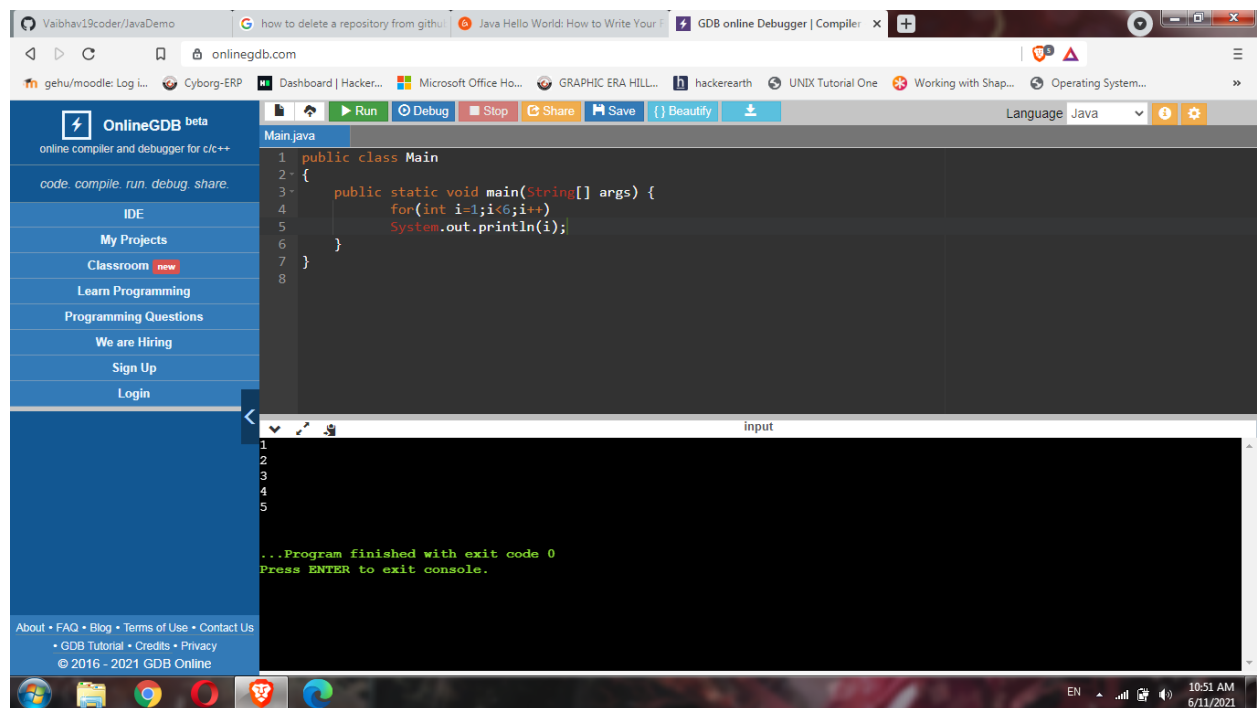 Vaibhav19coder/JavaDemo
how to delete a repository from githu
Java Hello World: How to Write Your F
GDB online Debugger | Compiler
onlinegdb.com
gehu/moodle: Log i... Cyborg-ERP Dashboard | Hacker... Microsoft Office Ho... GRAPHIC ERA HILL... hackerearth UNIX Tutorial One Working with Shap... Operating System...
OnlineGDB beta
online compiler and debugger for c/c++
code. compile. run. debug. share.
IDE
My Projects
Classroom new
Learn Programming
Programming Questions
We are Hiring
Sign Up
Login
About • FAQ • Blog • Terms of Use • Contact Us
• GDB Tutorial • Credits • Privacy
© 2016 - 2021 GDB Online
Run Debug Stop Share Save {} Beautify
Language Java
Main.java
1 public class Main
2 {
3 public static void main(String[] args) {
4 for(int i=1;i<6;i++)
5 System.out.println(i);
6 }
7 }
8
input
1
2
3
4
5
...Program finished with exit code 0
Press ENTER to exit console.
EN
10:51 AM
6/11/2021